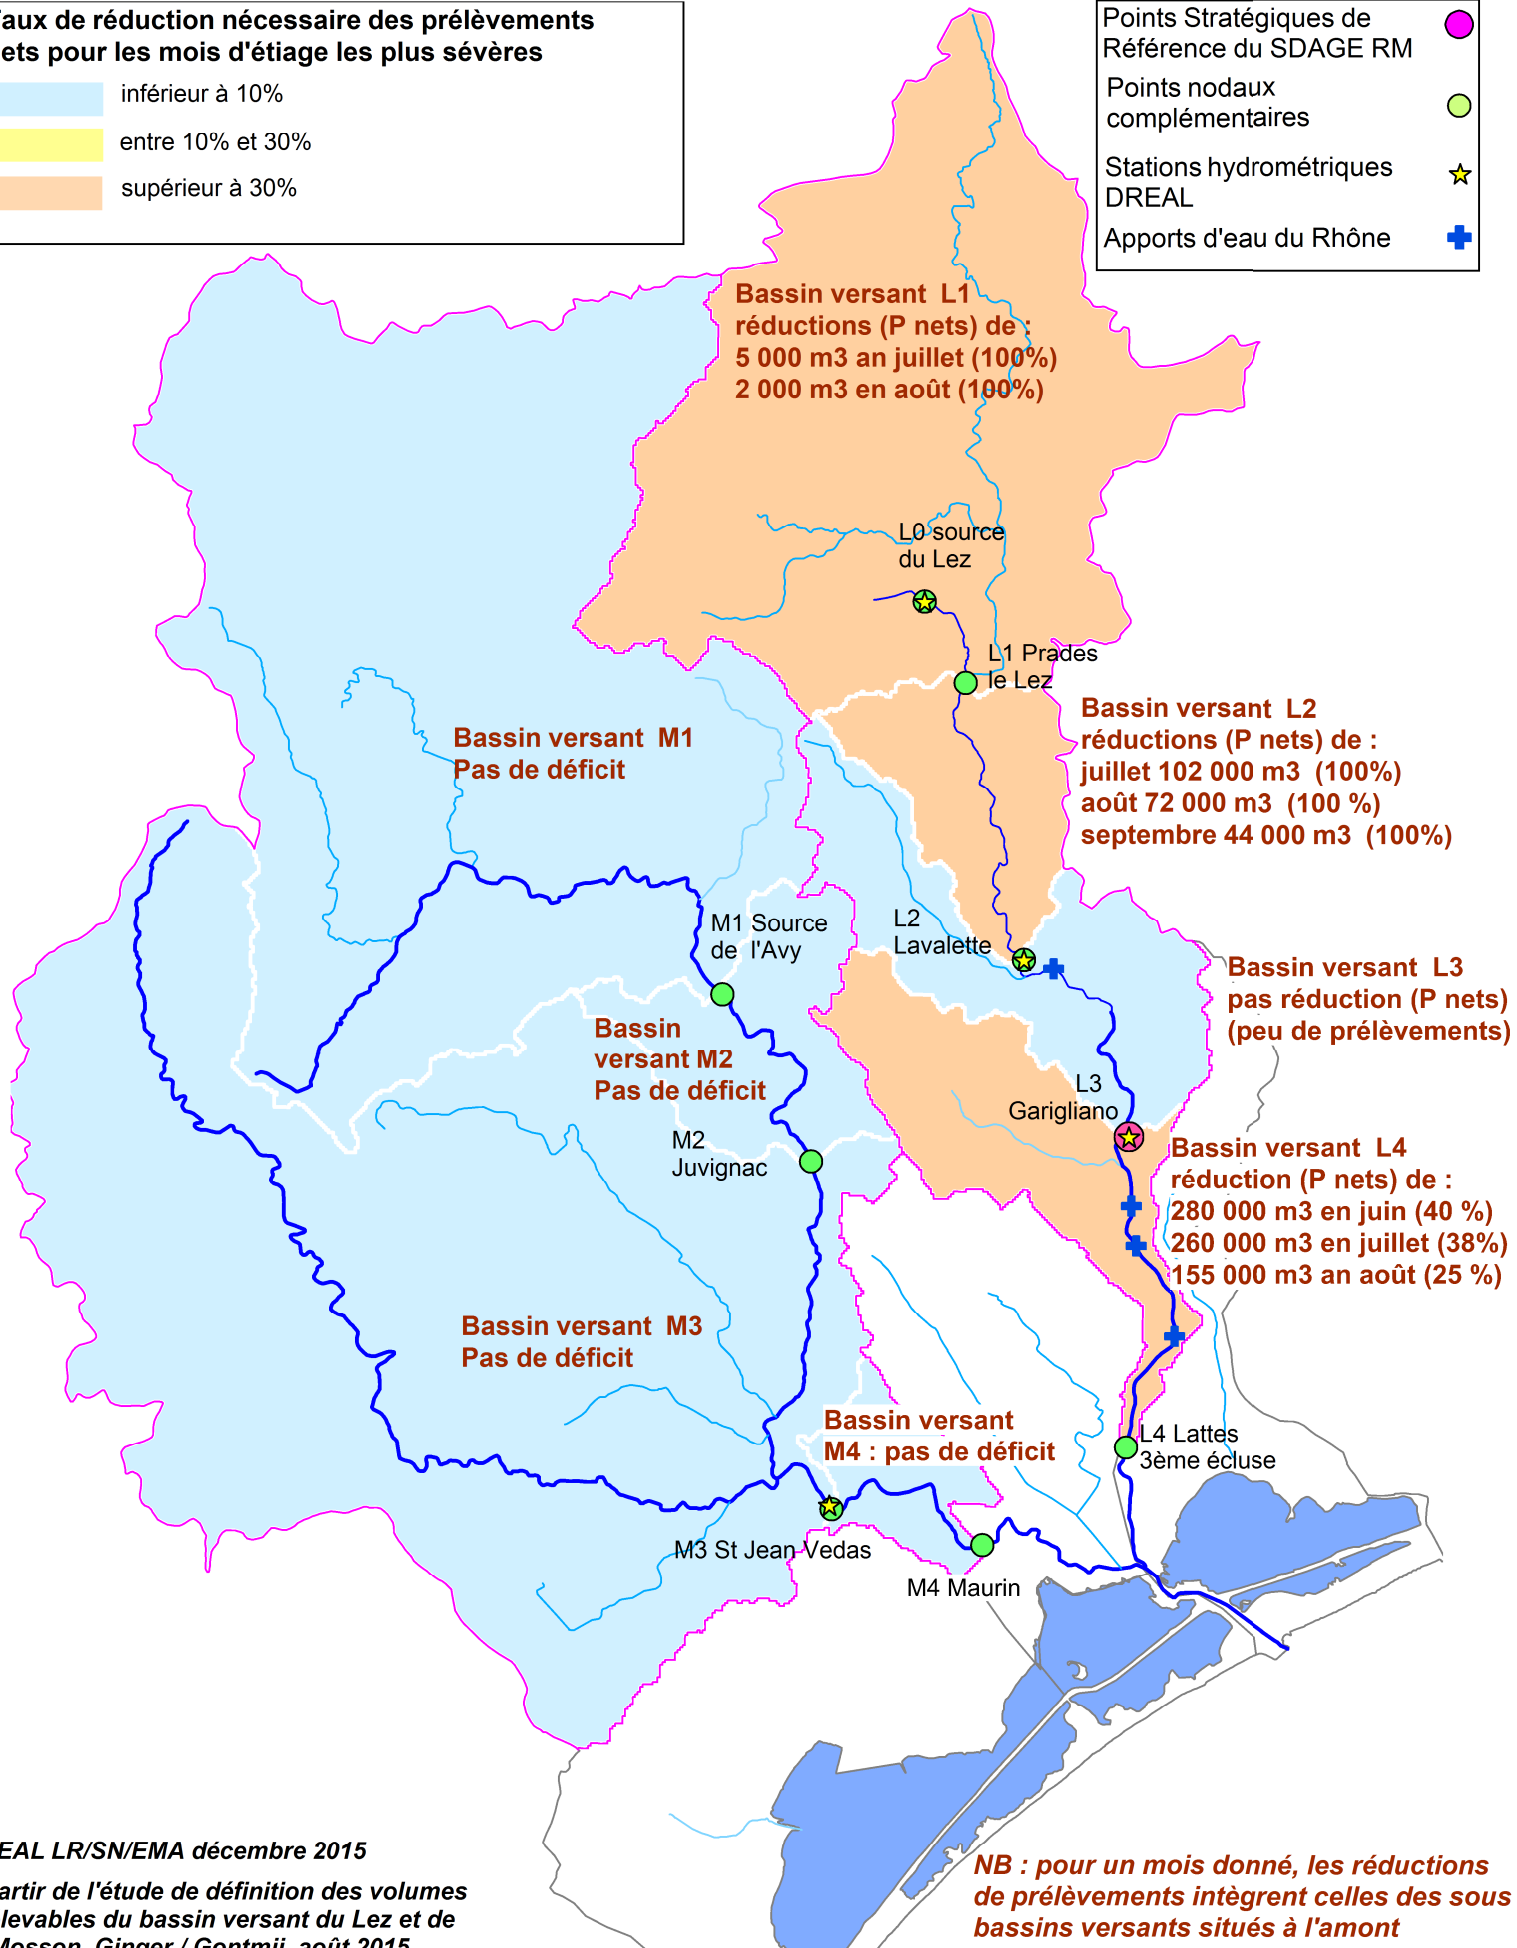 aux de réduction nécessaire des prélèvements
ets pour les mois d'étiage les plus sévères
inférieur à 10%
entre 10% et 30%
supérieur à 30%
Points Stratégiques de
Référence du SDAGE RM
Points nodaux
complémentaires
Stations hydrométriques
DREAL
Apports d'eau du Rhône
Bassin versant L1
réductions (P nets) de :
5 000 m3 an juillet (100%)
2 000 m3 en août (100%)
L0 source
du Lez
L1 Prades
le Lez
Bassin versant L2
réductions (P nets) de :
juillet 102 000 m3 (100%)
août 72 000 m3 (100 %)
septembre 44 000 m3 (100%)
Bassin versant M1
Pas de déficit
M1 Source
de l'Avy
L2
Lavalette
Bassin versant L3
pas réduction (P nets)
(peu de prélèvements)
Bassin
versant M2
Pas de déficit
L3
Garigliano
M2
Juvignac
Bassin versant L4
réduction (P nets) de :
280 000 m3 en juin (40 %)
260 000 m3 en juillet (38%)
155 000 m3 an août (25 %)
Bassin versant M3
Pas de déficit
Bassin versant
M4 : pas de déficit
L4 Lattes
3ème écluse
M3 St Jean Vedas
M4 Maurin
EAL LR/SN/EMA décembre 2015
artir de l'étude de définition des volumes
levables du bassin versant du Lez et de
Mosson, Ginger / Gontmij, août 2015
NB : pour un mois donné, les réductions
de prélèvements intègrent celles des sous
bassins versants situés à l'amont